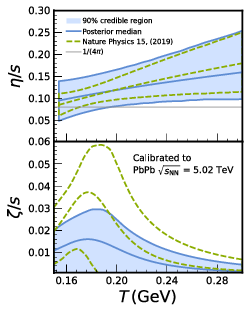 90% credible region
Posterior median
Nature Physics 15, (2019)
1/(4π)
η/s
0.30
0.25
0.20
0.15
0.10
0.05
0.06
Calibrated to
PbPb √sNN = 5.02 TeV
ζ/s
0.05
0.04
0.03
0.02
0.01
0.16 0.20 0.24 0.28
T (GeV)